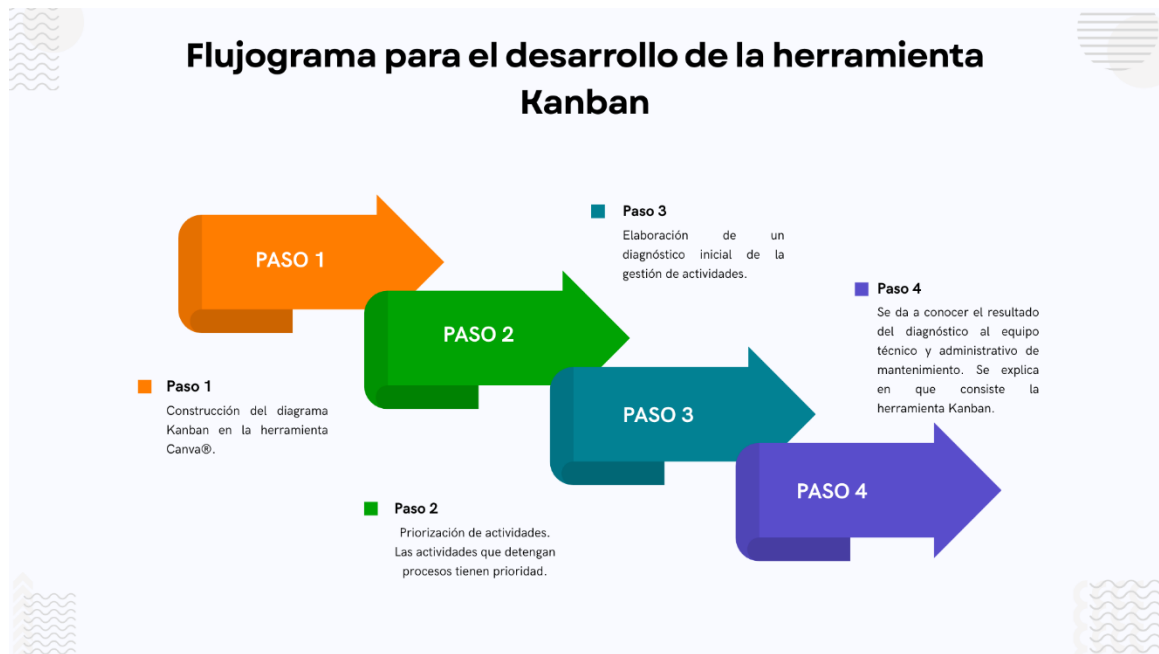 Flujograma para el desarrollo de la herramienta
Kanban
PASO 1
Paso 1
Construcción del diagrama
Kanban en la herramienta
Canva®.
PASO 2
Paso 2
Priorización de actividades.
Las actividades que detengan
procesos tienen prioridad.
Paso 3
Elaboración de un
diagnóstico inicial de la
gestión de actividades.
PASO 3
Paso 4
Se da a conocer el resultado
del diagnóstico al equipo
técnico y administrativo de
mantenimiento. Se explica
en que consiste la
herramienta Kanban.
PASO 4